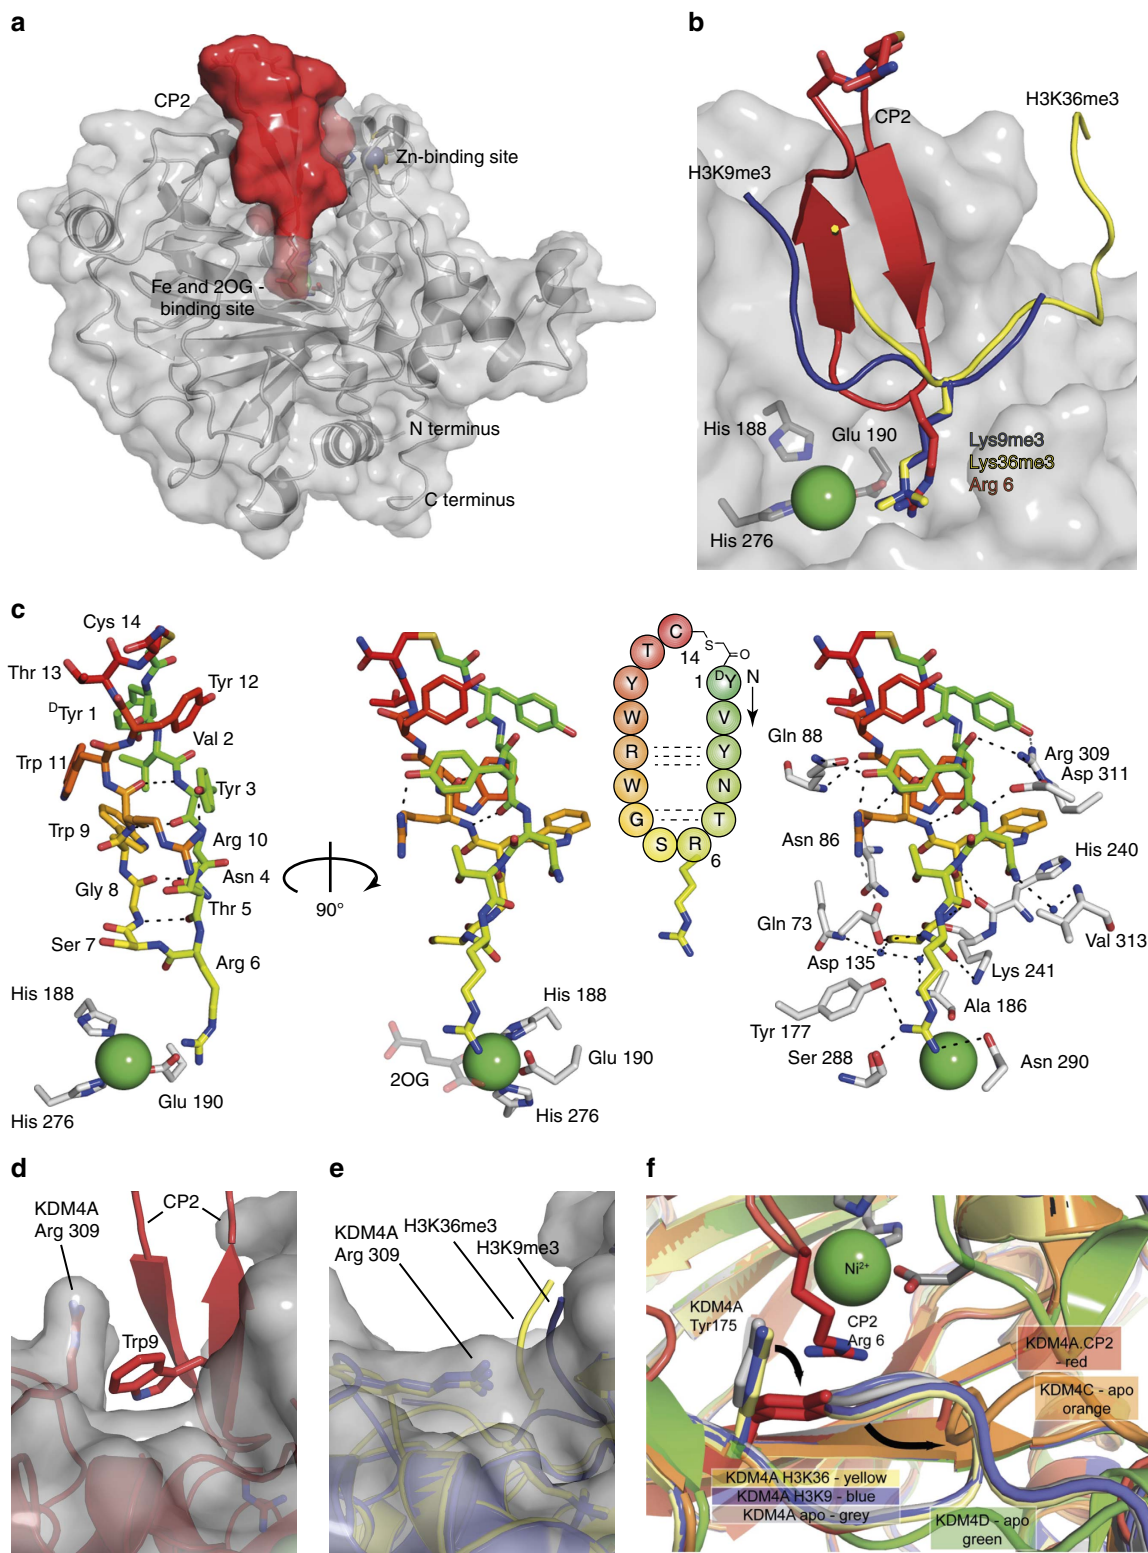 a
CP2
Zn-binding site
Fe and 2OG -
binding site
N terminus
C terminus
b
H3K36me3
CP2
H3K9me3
His 188
Glu 190
Lys9me3
Lys36me3
Arg 6
His 276
c
Cys 14
Thr 13
Tyr 12
DTyr 1
Val 2
Trp 11
Tyr 3
Trp 9
Arg 10
Asn 4
Gly 8
Thr 5
Ser 7
Arg 6
His 188
Glu 190
His 276
90°
His 188
Glu 190
2OG
His 276
C
S
O
T
14
Y
1
DY
N
W
V
R
Y
W
N
G
T
S
R
6
Gln 88
Arg 309
Asp 311
Asn 86
His 240
Gln 73
Val 313
Asp 135
Lys 241
Ala 186
Tyr 177
Ser 288
Asn 290
d
KDM4A
Arg 309
CP2
Trp9
e
KDM4A
Arg 309
H3K36me3
H3K9me3
f
Ni2+
KDM4A
Tyr175
CP2
Arg 6
KDM4A.CP2
- red
KDM4C - apo
orange
KDM4A H3K36 - yellow
KDM4A H3K9 - blue
KDM4A apo - grey
KDM4D - apo
green